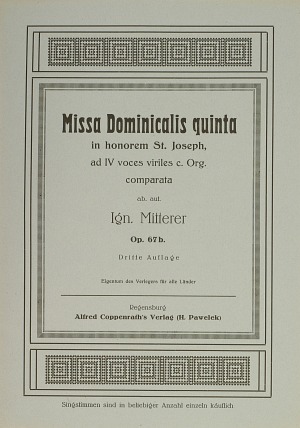 Missa Dominicalis quinta
in honorem St. Joseph,
ad IV voces viriles c. Org.
comparata
ab. aut.
Ign. Mitterer
Op. 67b.
Dritte Auflage
Eigentum des Verlegers für alle Länder
Regensburg
Alfred Coppenrath's Verlag (H. Pawelek)
Singstimmen sind in beliebiger Anzahl einzeln käuflich